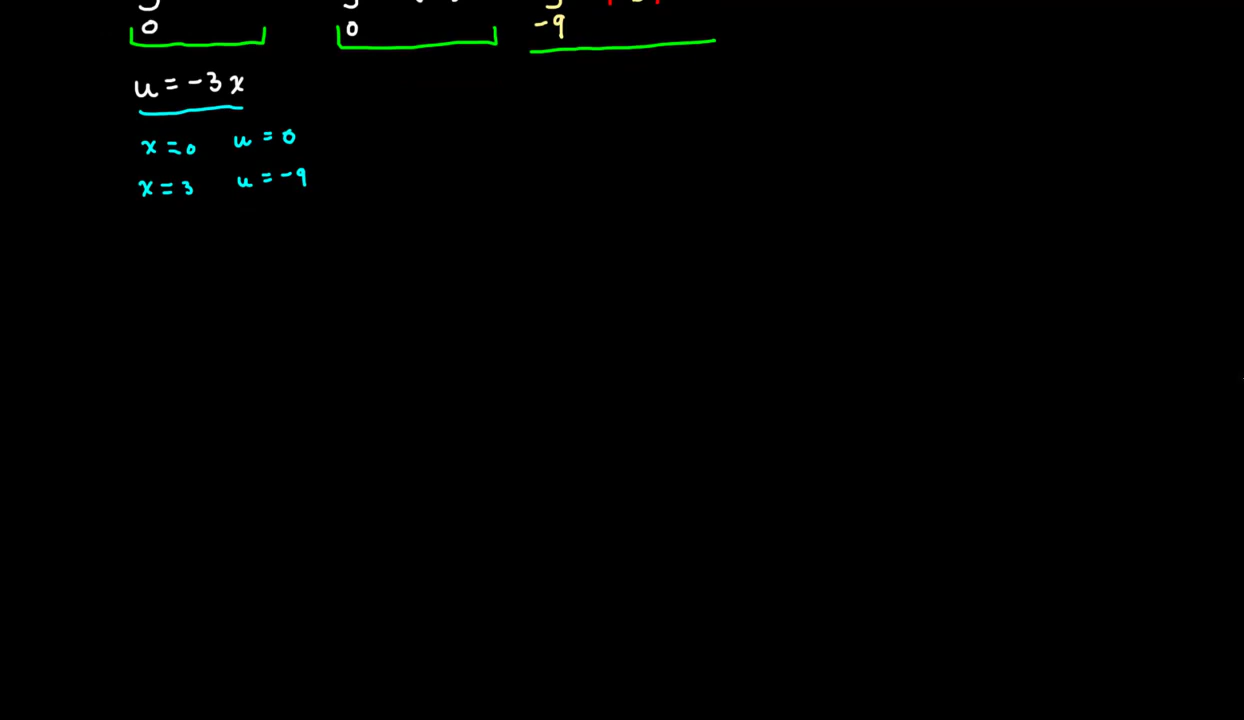 0 0 -9
u = -3x
x = 0 u = 0
x = 3 u = -9